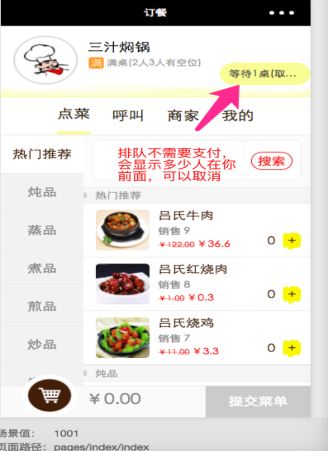 订餐
三汁焖锅
满 满桌(2人3人有空位)
等待1桌(取...
点菜 呼叫 商家 我的
热门推荐
炖品
蒸品
煮品
煎品
炒品
排队不需要支付,
会显示多少人在你
前面,可以取消
搜索
热门推荐
吕氏牛肉
销售 9
¥122.00 ¥36.6
0 +
吕氏红烧肉
销售 8
¥1.00 ¥0.3
0 +
吕氏烧鸡
销售 7
¥11.00 ¥3.3
0 +
炖品
¥0.00
提交菜单
场景值: 1001
页面路径: pages/index/index